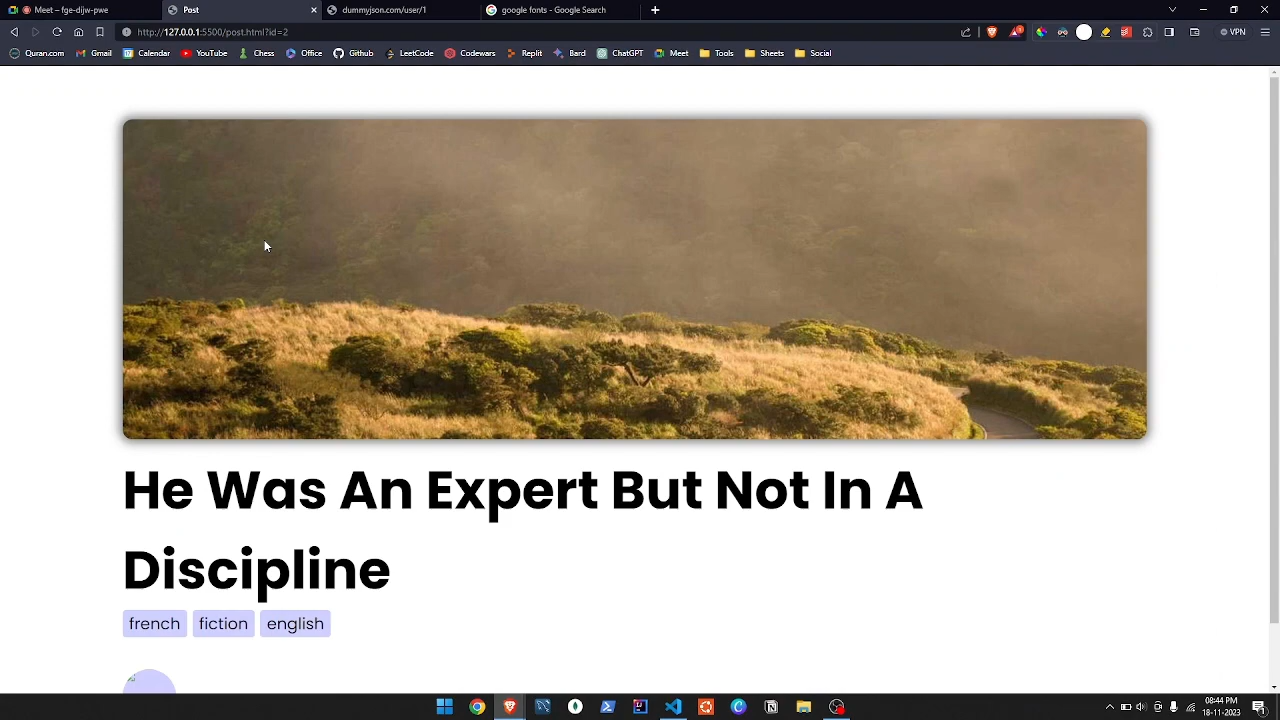 Meet – fge-dijw-pwe
Post
dummyjson.com/user/1
google fonts - Google Search
http://127.0.0.1:5500/post.html?id=2
VPN
Quran.com
Gmail
Calendar
YouTube
Chess
Office
Github
LeetCode
Codewars
Replit
Bard
ChatGPT
Meet
Tools
Sheets
Social
He Was An Expert But Not In A
Discipline
french
fiction
english
08:44 PM
18-11-2023